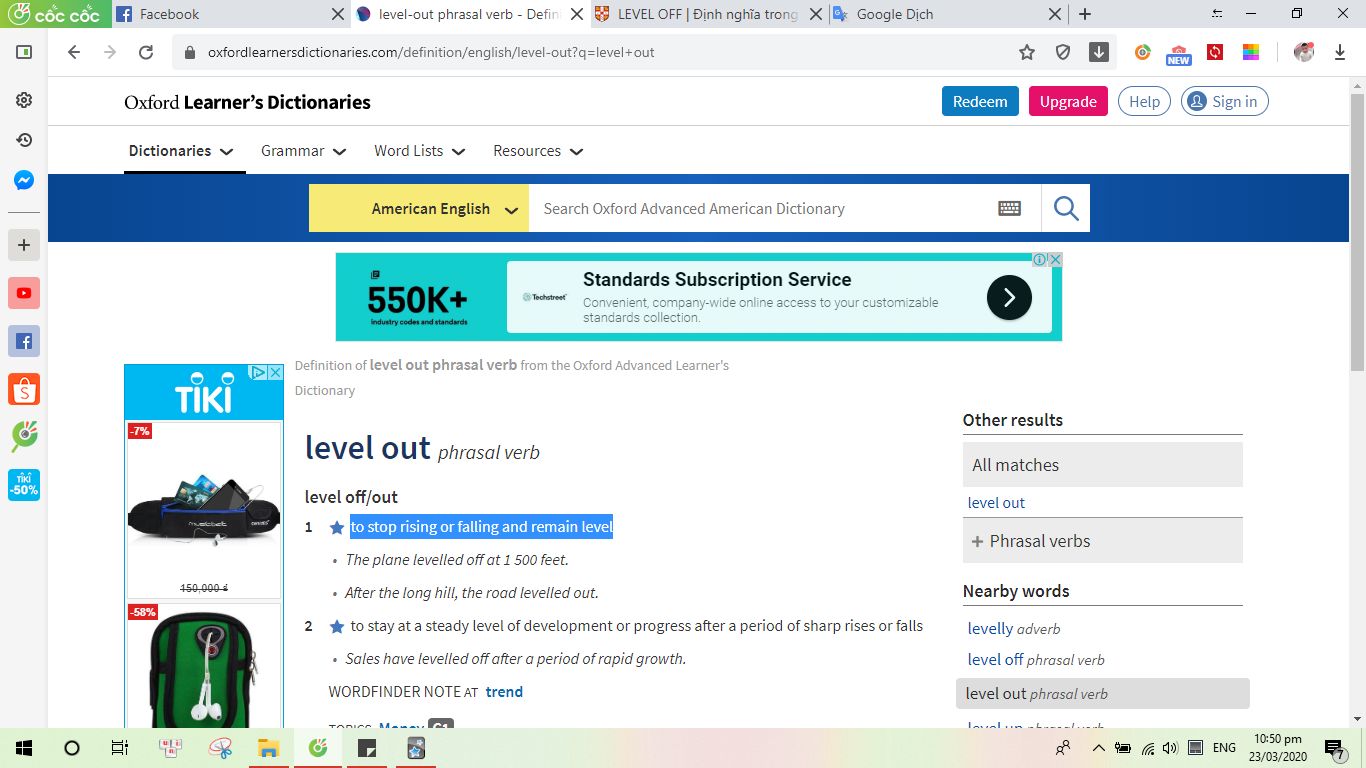 cốc cốc
Facebook
level-out phrasal verb - Defin
LEVEL OFF | Định nghĩa trong
Google Dịch
oxfordlearnersdictionaries.com/definition/english/level-out?q=level+out
NEW
Oxford Learner's Dictionaries
Redeem
Upgrade
Help
Sign in
Dictionaries
Grammar
Word Lists
Resources
American English
Search Oxford Advanced American Dictionary
550K+
industry codes and standards
Techstreet
Standards Subscription Service
Convenient, company-wide online access to your customizable
standards collection.
Definition of level out phrasal verb from the Oxford Advanced Learner's
Dictionary
TIKI
-7%
150,000 ₫
-58%
TIKI
-50%
level out phrasal verb
level off/out
1 to stop rising or falling and remain level
• The plane levelled off at 1 500 feet.
• After the long hill, the road levelled out.
2 to stay at a steady level of development or progress after a period of sharp rises or falls
• Sales have levelled off after a period of rapid growth.
WORDFINDER NOTE AT trend
TOPICS Money C1
Other results
All matches
level out
+ Phrasal verbs
Nearby words
levelly adverb
level off phrasal verb
level out phrasal verb
level up phrasal verb
ENG
10:50 pm
23/03/2020
7